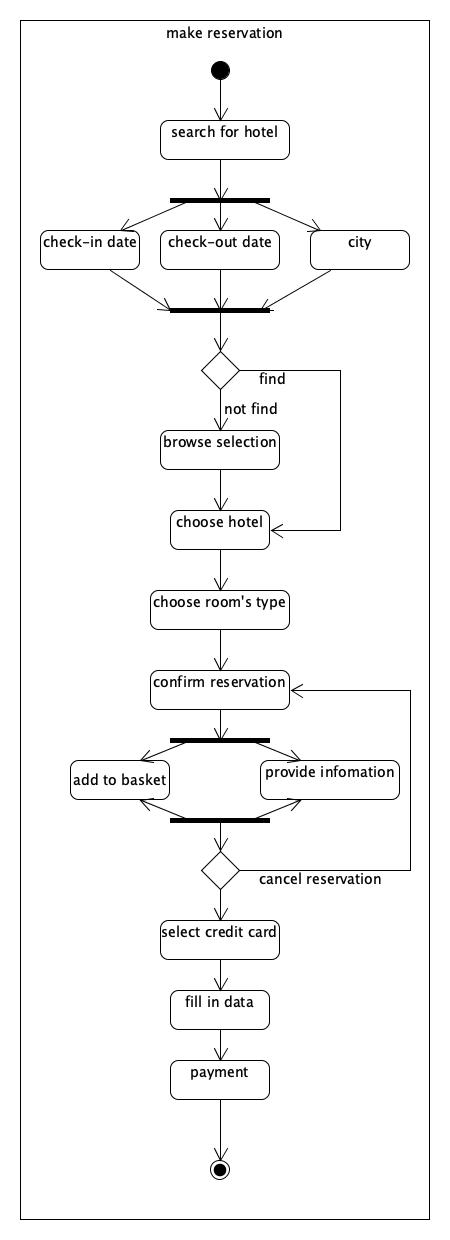 make reservation
search for hotel
check-in date
check-out date
city
find
not find
browse selection
choose hotel
choose room's type
confirm reservation
add to basket
provide infomation
cancel reservation
select credit card
fill in data
payment